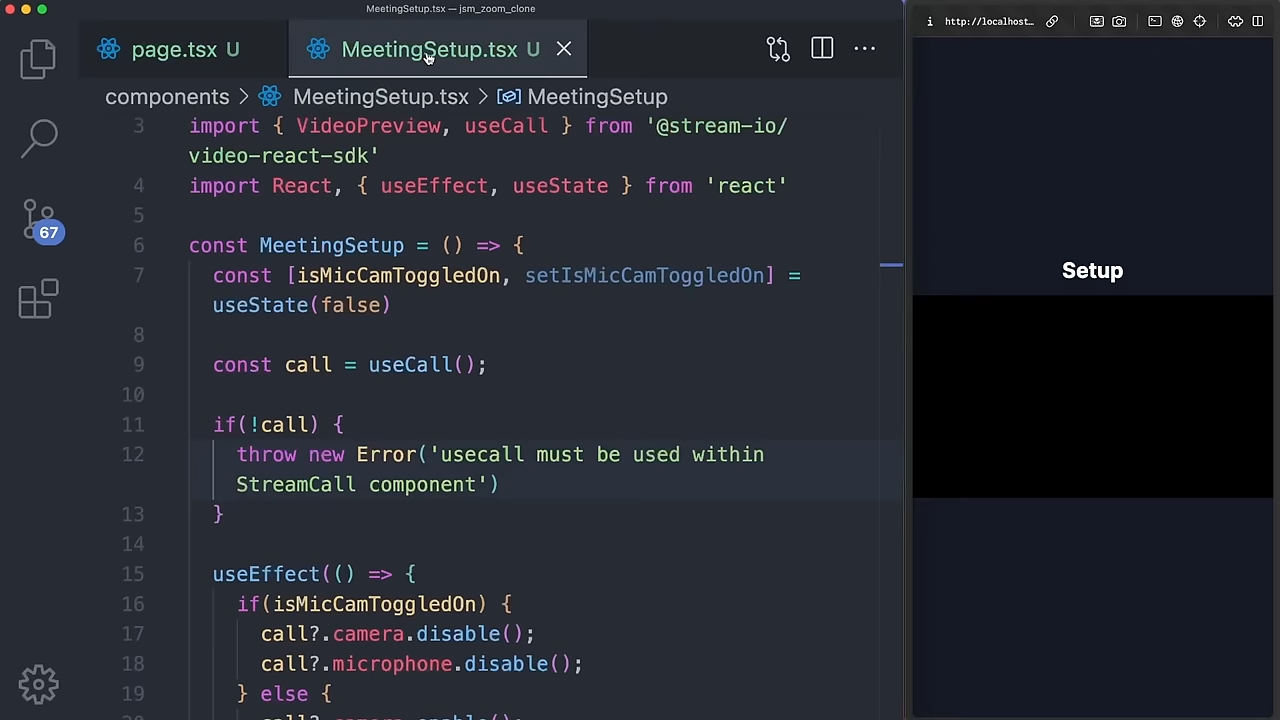 MeetingSetup.tsx — jsm_zoom_clone
i http://localhost...
page.tsx U
MeetingSetup.tsx U
components > MeetingSetup.tsx > MeetingSetup
67
3 import { VideoPreview, useCall } from '@stream-io/
video-react-sdk'
4 import React, { useEffect, useState } from 'react'
5
6 const MeetingSetup = () => {
7 const [isMicCamToggledOn, setIsMicCamToggledOn] =
useState(false)
8
9 const call = useCall();
10
11 if(!call) {
12 throw new Error('usecall must be used within
StreamCall component')
13 }
14
15 useEffect(() => {
16 if(isMicCamToggledOn) {
17 call?.camera.disable();
18 call?.microphone.disable();
19 } else {
Setup